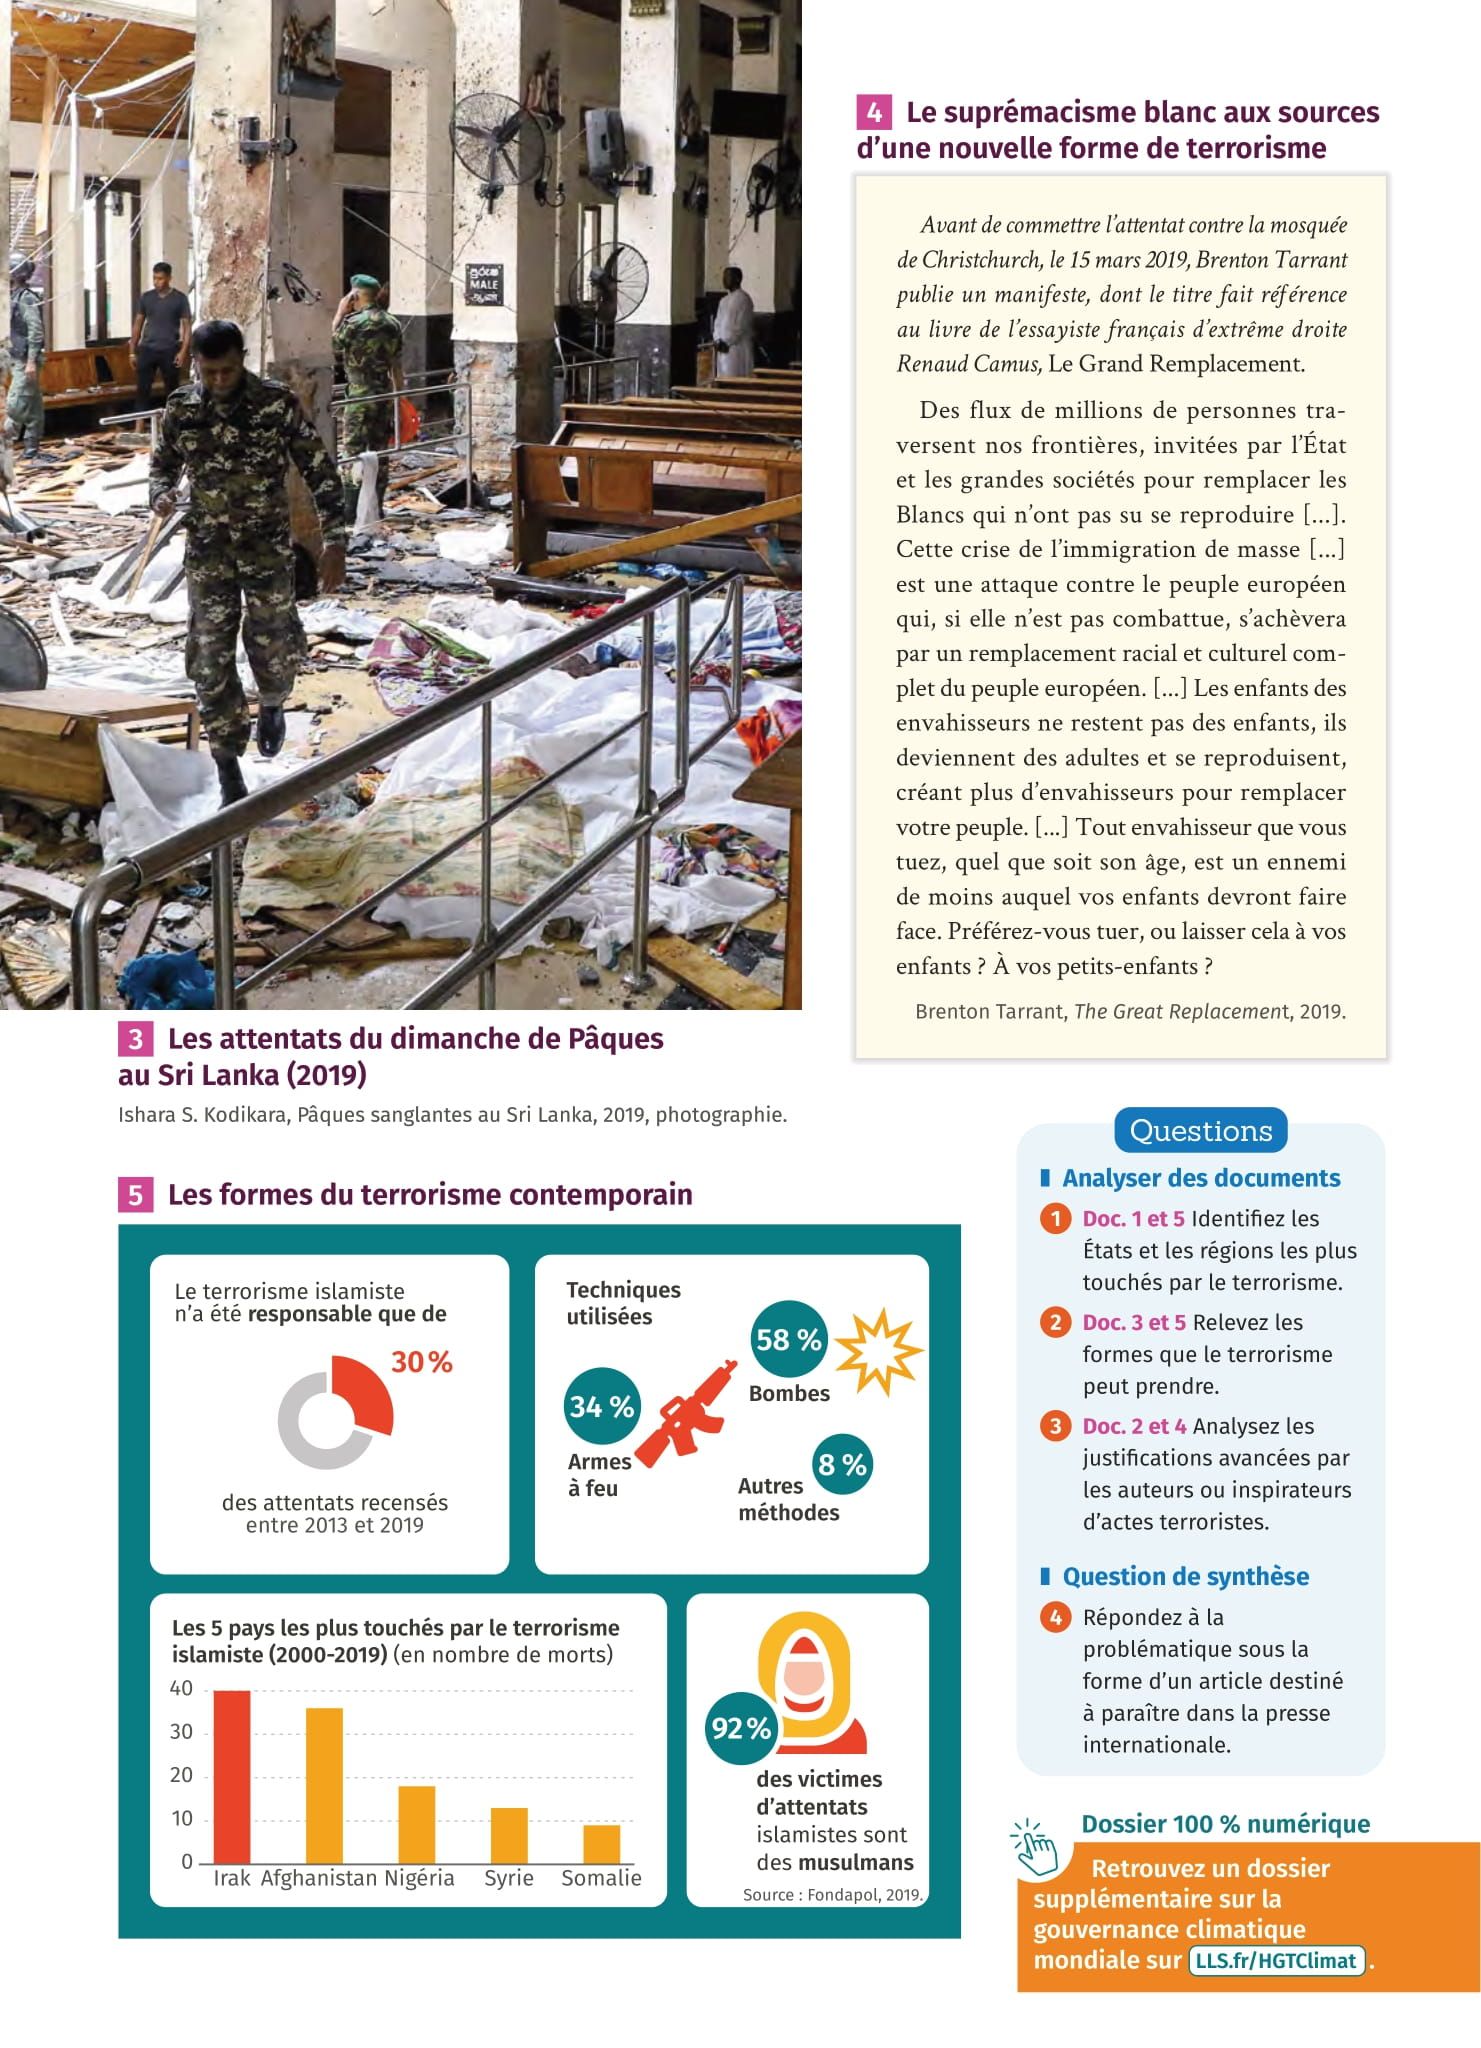 සිරිමෙ
MALE
ஆண்
4 Le suprémacisme blanc aux sources
d’une nouvelle forme de terrorisme
Avant de commettre l’attentat contre la mosquée
de Christchurch, le 15 mars 2019, Brenton Tarrant
publie un manifeste, dont le titre fait référence
au livre de l’essayiste français d’extrême droite
Renaud Camus, Le Grand Remplacement.
Des flux de millions de personnes tra-
versent nos frontières, invitées par l’État
et les grandes sociétés pour remplacer les
Blancs qui n’ont pas su se reproduire [...].
Cette crise de l’immigration de masse [...]
est une attaque contre le peuple européen
qui, si elle n’est pas combattue, s’achèvera
par un remplacement racial et culturel com-
plet du peuple européen. [...] Les enfants des
envahisseurs ne restent pas des enfants, ils
deviennent des adultes et se reproduisent,
créant plus d’envahisseurs pour remplacer
votre peuple. [...] Tout envahisseur que vous
tuez, quel que soit son âge, est un ennemi
de moins auquel vos enfants devront faire
face. Préférez-vous tuer, ou laisser cela à vos
enfants ? À vos petits-enfants ?
Brenton Tarrant, The Great Replacement, 2019.
3 Les attentats du dimanche de Pâques
au Sri Lanka (2019)
Ishara S. Kodikara, Pâques sanglantes au Sri Lanka, 2019, photographie.
5 Les formes du terrorisme contemporain
Le terrorisme islamiste
n’a été responsable que de
30 %
des attentats recensés
entre 2013 et 2019
Techniques
utilisées
58 %
Bombes
34 %
Armes
à feu
8 %
Autres
méthodes
Les 5 pays les plus touchés par le terrorisme
islamiste (2000-2019) (en nombre de morts)
40
30
20
10
0
Irak Afghanistan Nigéria Syrie Somalie
92 %
des victimes
d’attentats
islamistes sont
des musulmans
Source : Fondapol, 2019.
Questions
Analyser des documents
1 Doc. 1 et 5 Identifiez les
États et les régions les plus
touchés par le terrorisme.
2 Doc. 3 et 5 Relevez les
formes que le terrorisme
peut prendre.
3 Doc. 2 et 4 Analysez les
justifications avancées par
les auteurs ou inspirateurs
d’actes terroristes.
Question de synthèse
4 Répondez à la
problématique sous la
forme d’un article destiné
à paraître dans la presse
internationale.
Dossier 100 % numérique
Retrouvez un dossier
supplémentaire sur la
gouvernance climatique
mondiale sur LLS.fr/HGTClimat .